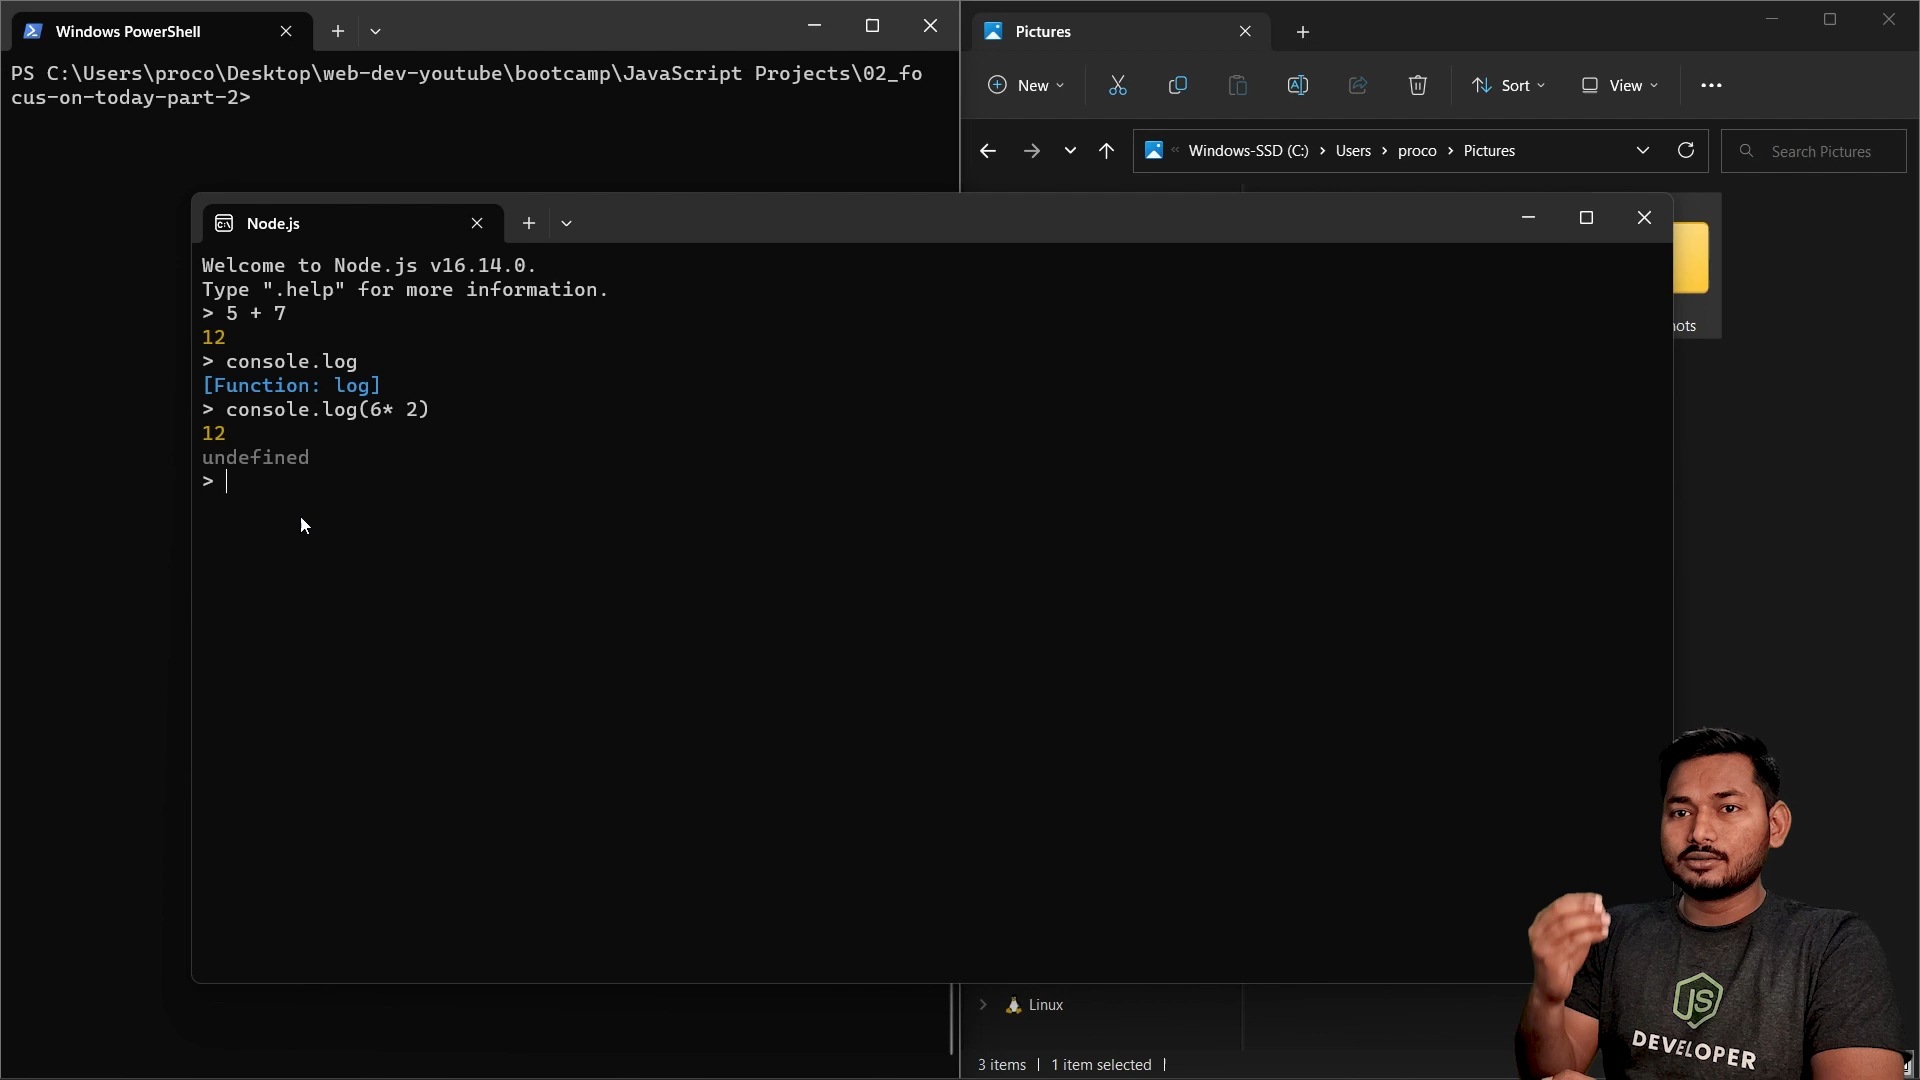 Windows PowerShell
PS C:\Users\proco\Desktop\web-dev-youtube\bootcamp\JavaScript Projects\02_fo
cus-on-today-part-2>
Pictures
New
Sort
View
Windows-SSD (C:) › Users › proco › Pictures
Search Pictures
Node.js
Welcome to Node.js v16.14.0.
Type ".help" for more information.
> 5 + 7
12
> console.log
[Function: log]
> console.log(6* 2)
12
undefined
>
Linux
3 items
1 item selected
JS
DEVELOPER